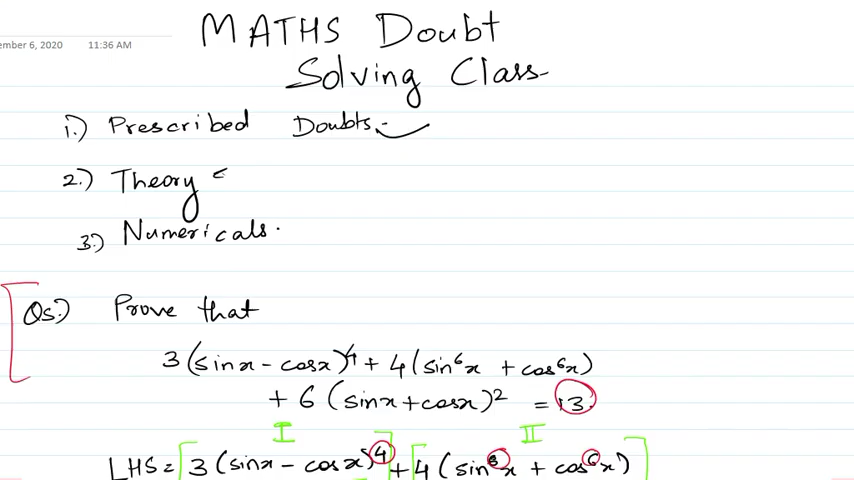 ember 6, 2020 11:36 AM
MATHS Doubt
Solving Class
1.) Prescribed Doubts
2.) Theory
3.) Numericals.
Qs.) Prove that
3(sinx - cosx)⁴ + 4(sin⁶x + cos⁶x)
+ 6 (sinx + cosx)² = 13.
I II
LHS = [3(sinx - cosx)⁴] + [4(sin⁶x + cos⁶x)]